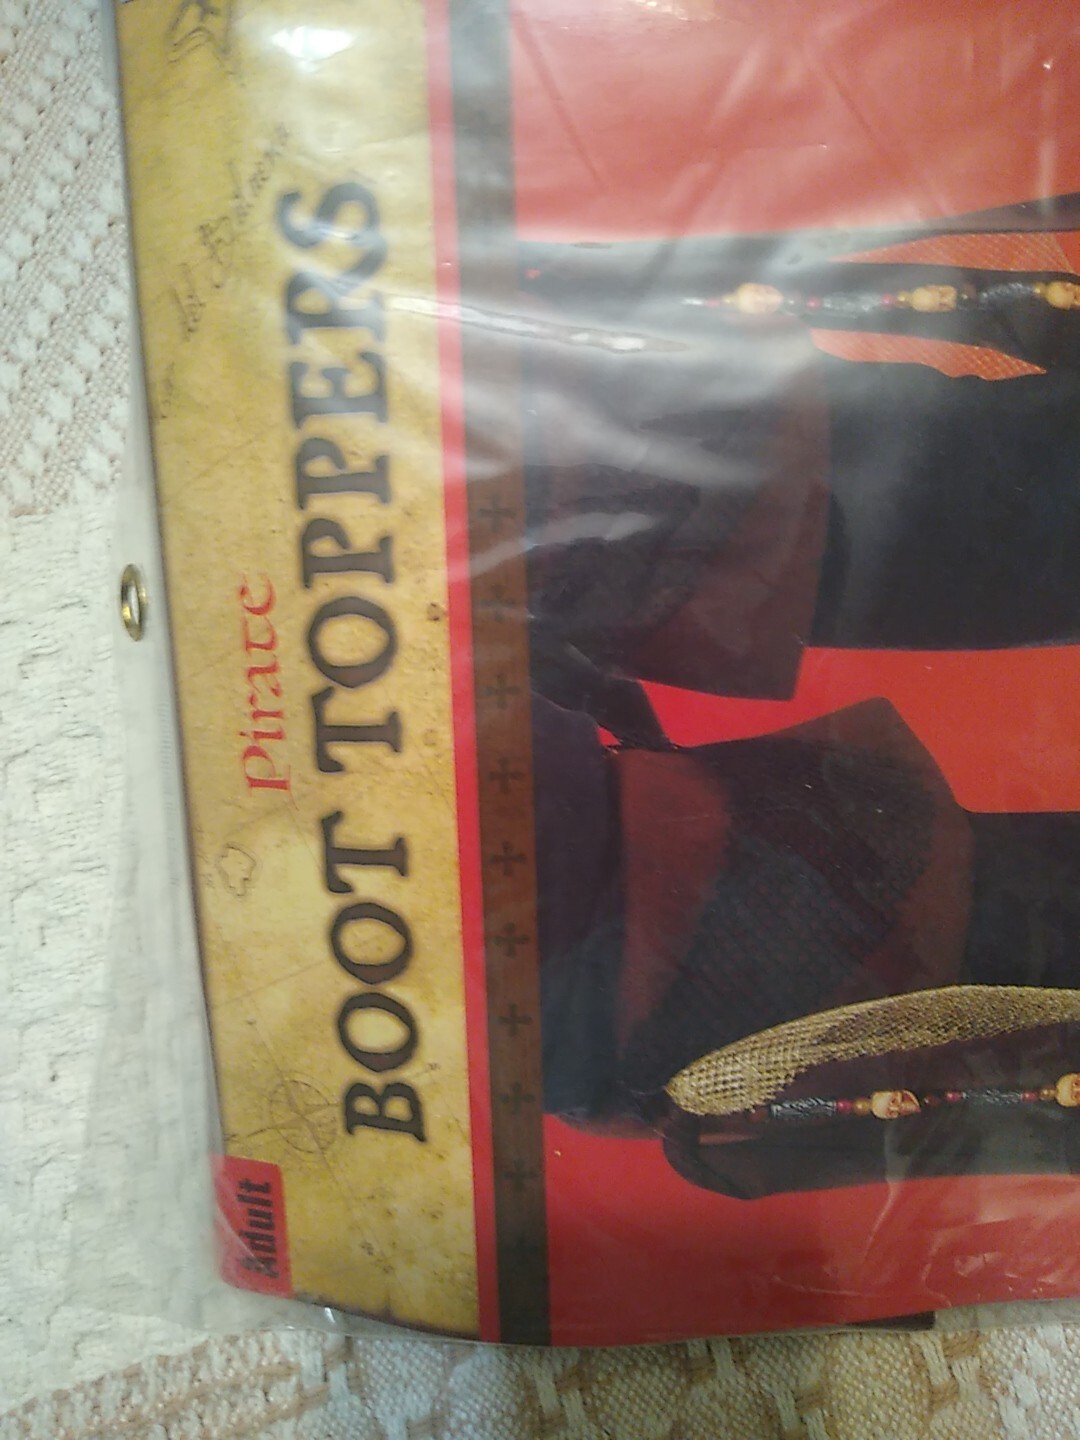 Pirate
BOOT TOPPERS
Adult